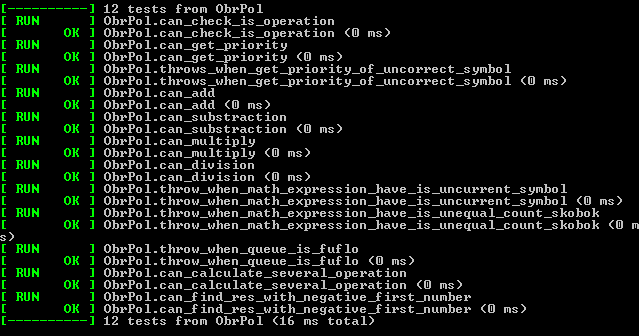 [----------] 12 tests from ObrPol
[ RUN      ] ObrPol.can_check_is_operation
[       OK ] ObrPol.can_check_is_operation (0 ms)
[ RUN      ] ObrPol.can_get_priority
[       OK ] ObrPol.can_get_priority (0 ms)
[ RUN      ] ObrPol.throws_when_get_priority_of_uncorrect_symbol
[       OK ] ObrPol.throws_when_get_priority_of_uncorrect_symbol (0 ms)
[ RUN      ] ObrPol.can_add
[       OK ] ObrPol.can_add (0 ms)
[ RUN      ] ObrPol.can_substraction
[       OK ] ObrPol.can_substraction (0 ms)
[ RUN      ] ObrPol.can_multiply
[       OK ] ObrPol.can_multiply (0 ms)
[ RUN      ] ObrPol.can_division
[       OK ] ObrPol.can_division (0 ms)
[ RUN      ] ObrPol.throw_when_math_expression_have_is_uncurrent_symbol
[       OK ] ObrPol.throw_when_math_expression_have_is_uncurrent_symbol (0 ms)
[ RUN      ] ObrPol.throw_when_math_expression_have_is_unequal_count_skobok
[       OK ] ObrPol.throw_when_math_expression_have_is_unequal_count_skobok (0 m
s)
[ RUN      ] ObrPol.throw_when_queue_is_fuflo
[       OK ] ObrPol.throw_when_queue_is_fuflo (0 ms)
[ RUN      ] ObrPol.can_calculate_several_operation
[       OK ] ObrPol.can_calculate_several_operation (0 ms)
[ RUN      ] ObrPol.can_find_res_with_negative_first_number
[       OK ] ObrPol.can_find_res_with_negative_first_number (0 ms)
[----------] 12 tests from ObrPol (16 ms total)